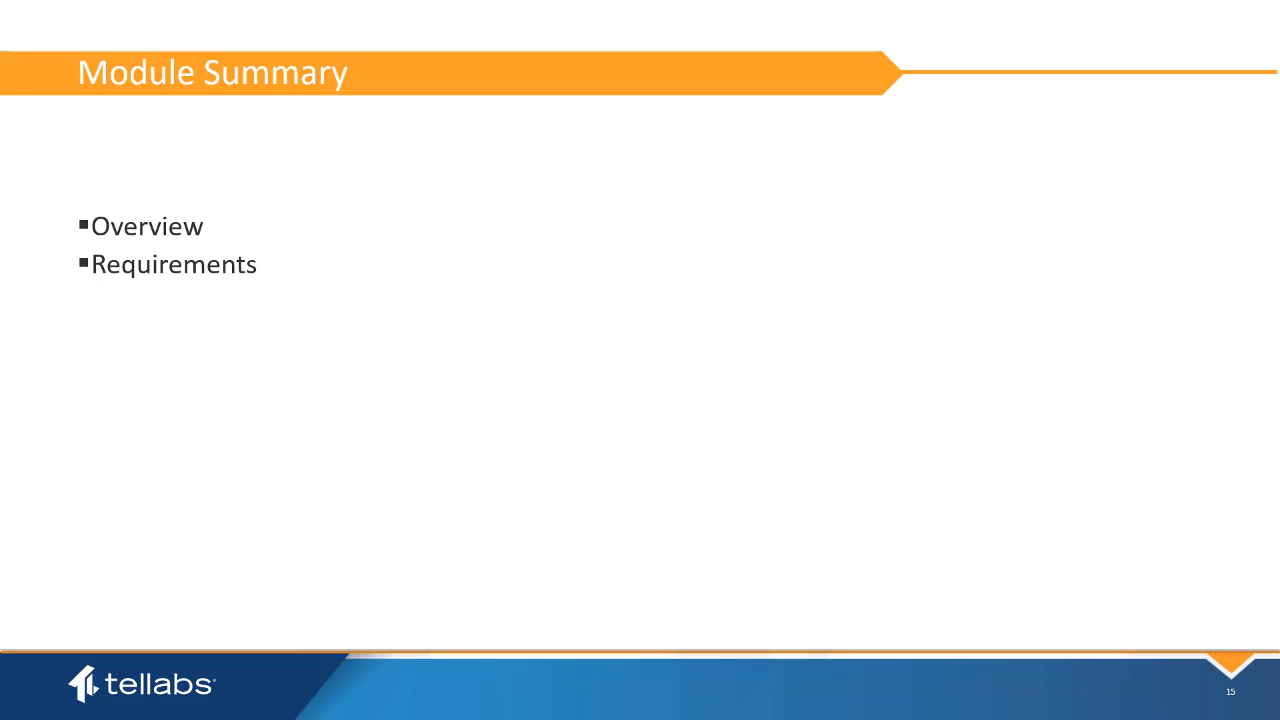 Module Summary
▪Overview
▪Requirements
tellabs
15